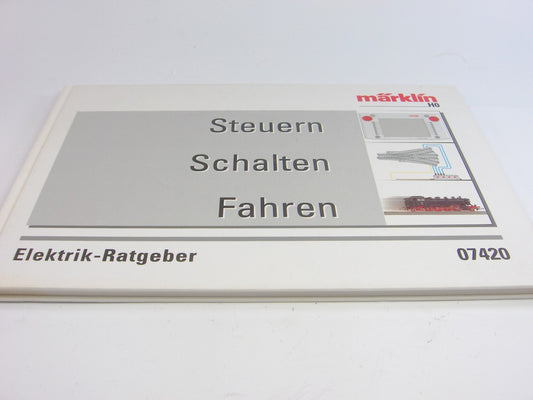 märklin
H0
Steuern
Schalten
Fahren
Elektrik-Ratgeber
07420